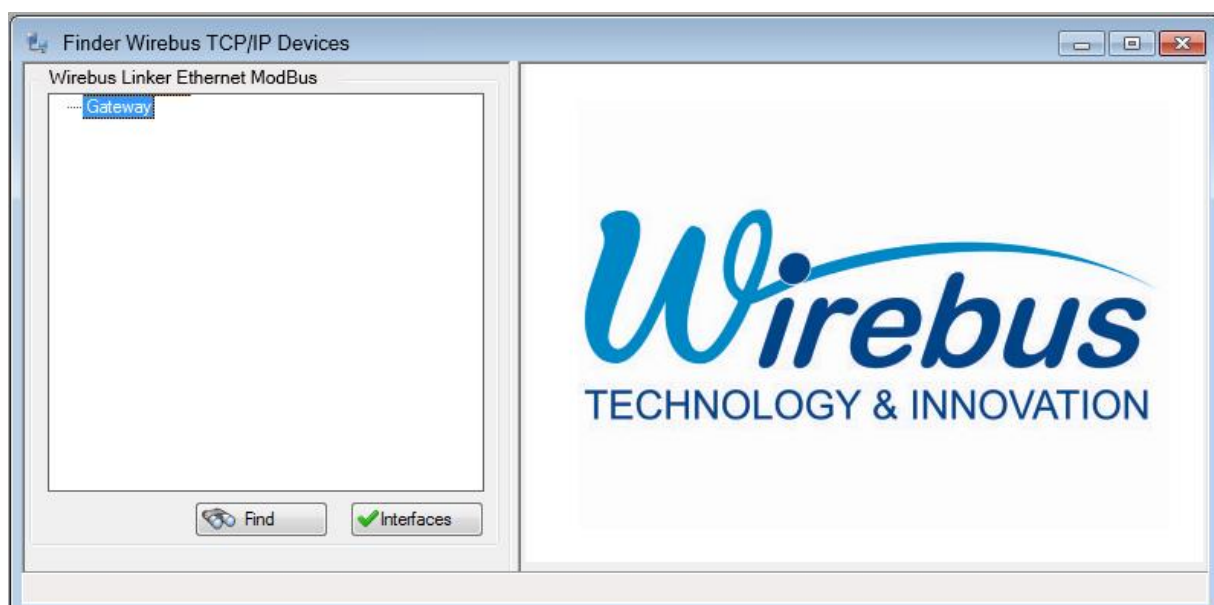 Finder Wirebus TCP/IP Devices
Wirebus Linker Ethernet ModBus
Gateway
Find
Interfaces
Wirebus
TECHNOLOGY & INNOVATION